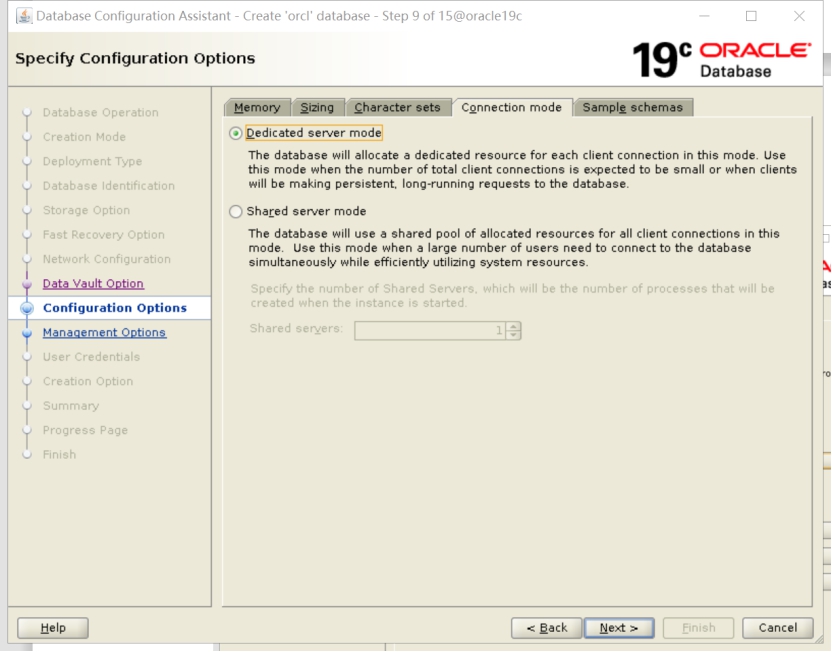 Database Configuration Assistant - Create 'orcl' database - Step 9 of 15@oracle19c
Specify Configuration Options
19c ORACLE
Database
Database Operation
Creation Mode
Deployment Type
Database Identification
Storage Option
Fast Recovery Option
Network Configuration
Data Vault Option
Configuration Options
Management Options
User Credentials
Creation Option
Summary
Progress Page
Finish
Memory Sizing Character sets Connection mode Sample schemas
Dedicated server mode
The database will allocate a dedicated resource for each client connection in this mode. Use
this mode when the number of total client connections is expected to be small or when clients
will be making persistent, long-running requests to the database.
Shared server mode
The database will use a shared pool of allocated resources for all client connections in this
mode. Use this mode when a large number of users need to connect to the database
simultaneously while efficiently utilizing system resources.
Specify the number of Shared Servers, which will be the number of processes that will be
created when the instance is started.
Shared servers: 1
Help < Back Next > Finish Cancel